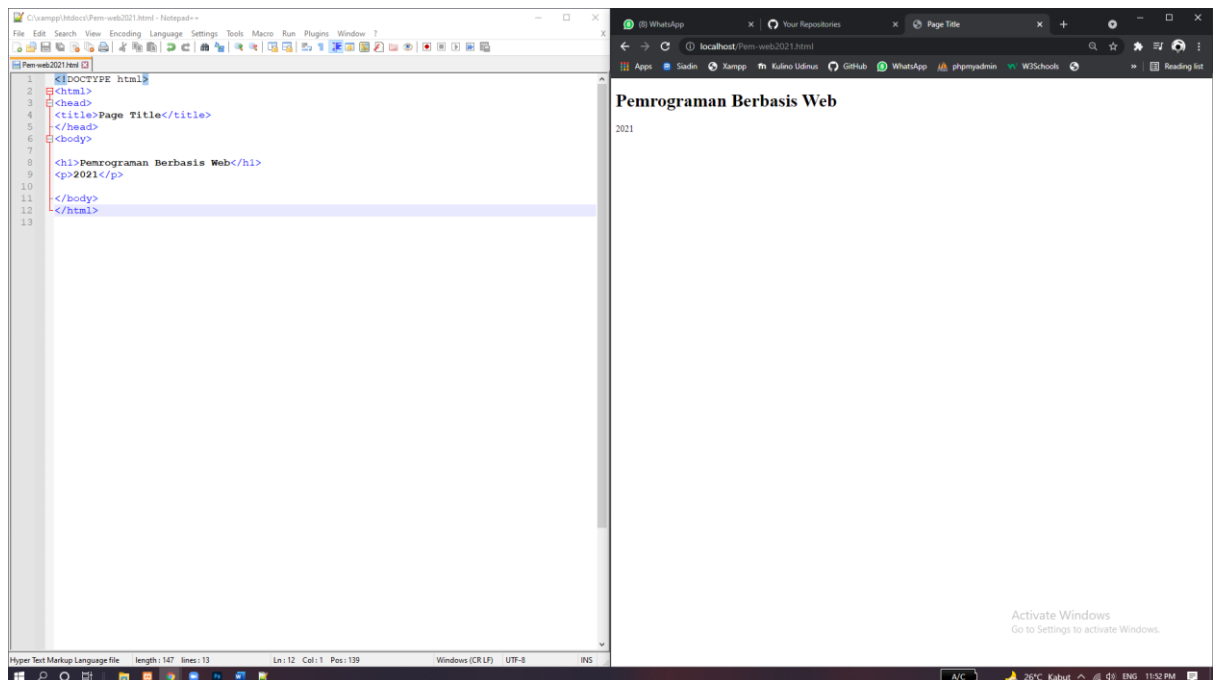 C:\xampp\htdocs\Pem-web2021.html - Notepad++
File Edit Search View Encoding Language Settings Tools Macro Run Plugins Window ?
X
Pem-web2021.html
1 <!DOCTYPE html>
2 <html>
3 <head>
4 <title>Page Title</title>
5 </head>
6 <body>
7
8 <h1>Pemrograman Berbasis Web</h1>
9 <p>2021</p>
10
11 </body>
12 </html>
13
Hyper Text Markup Language file length : 147 lines : 13 Ln : 12 Col : 1 Pos : 139 Windows (CR LF) UTF-8 INS
(8) WhatsApp Your Repositories Page Title
localhost/Pem-web2021.html
Apps Siadin Xampp Kulino Udinus GitHub WhatsApp phpmyadmin W3Schools » Reading list
Pemrograman Berbasis Web
2021
Activate Windows
Go to Settings to activate Windows.
A/C 26°C Kabut ENG 11:52 PM